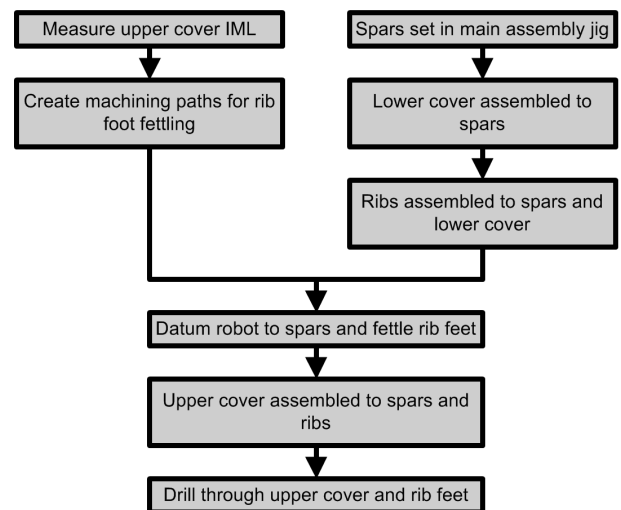 Measure upper cover IML
Spars set in main assembly jig
Create machining paths for rib
foot fettling
Lower cover assembled to
spars
Ribs assembled to spars and
lower cover
Datum robot to spars and fettle rib feet
Upper cover assembled to spars and
ribs
Drill through upper cover and rib feet